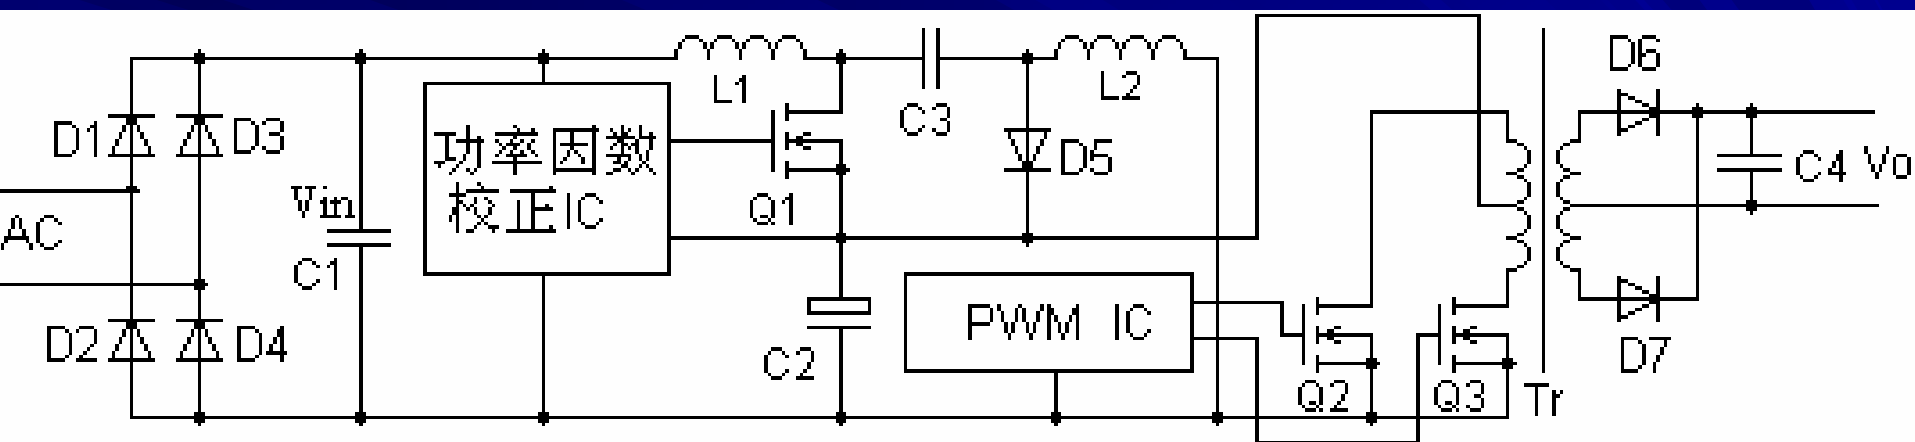 D1
D3
AC
D2
D4
Vin
C1
功率因数
校正IC
L1
Q1
C3
L2
D5
C2
PWM IC
Q2
Q3
Tr
D6
D7
C4
Vo